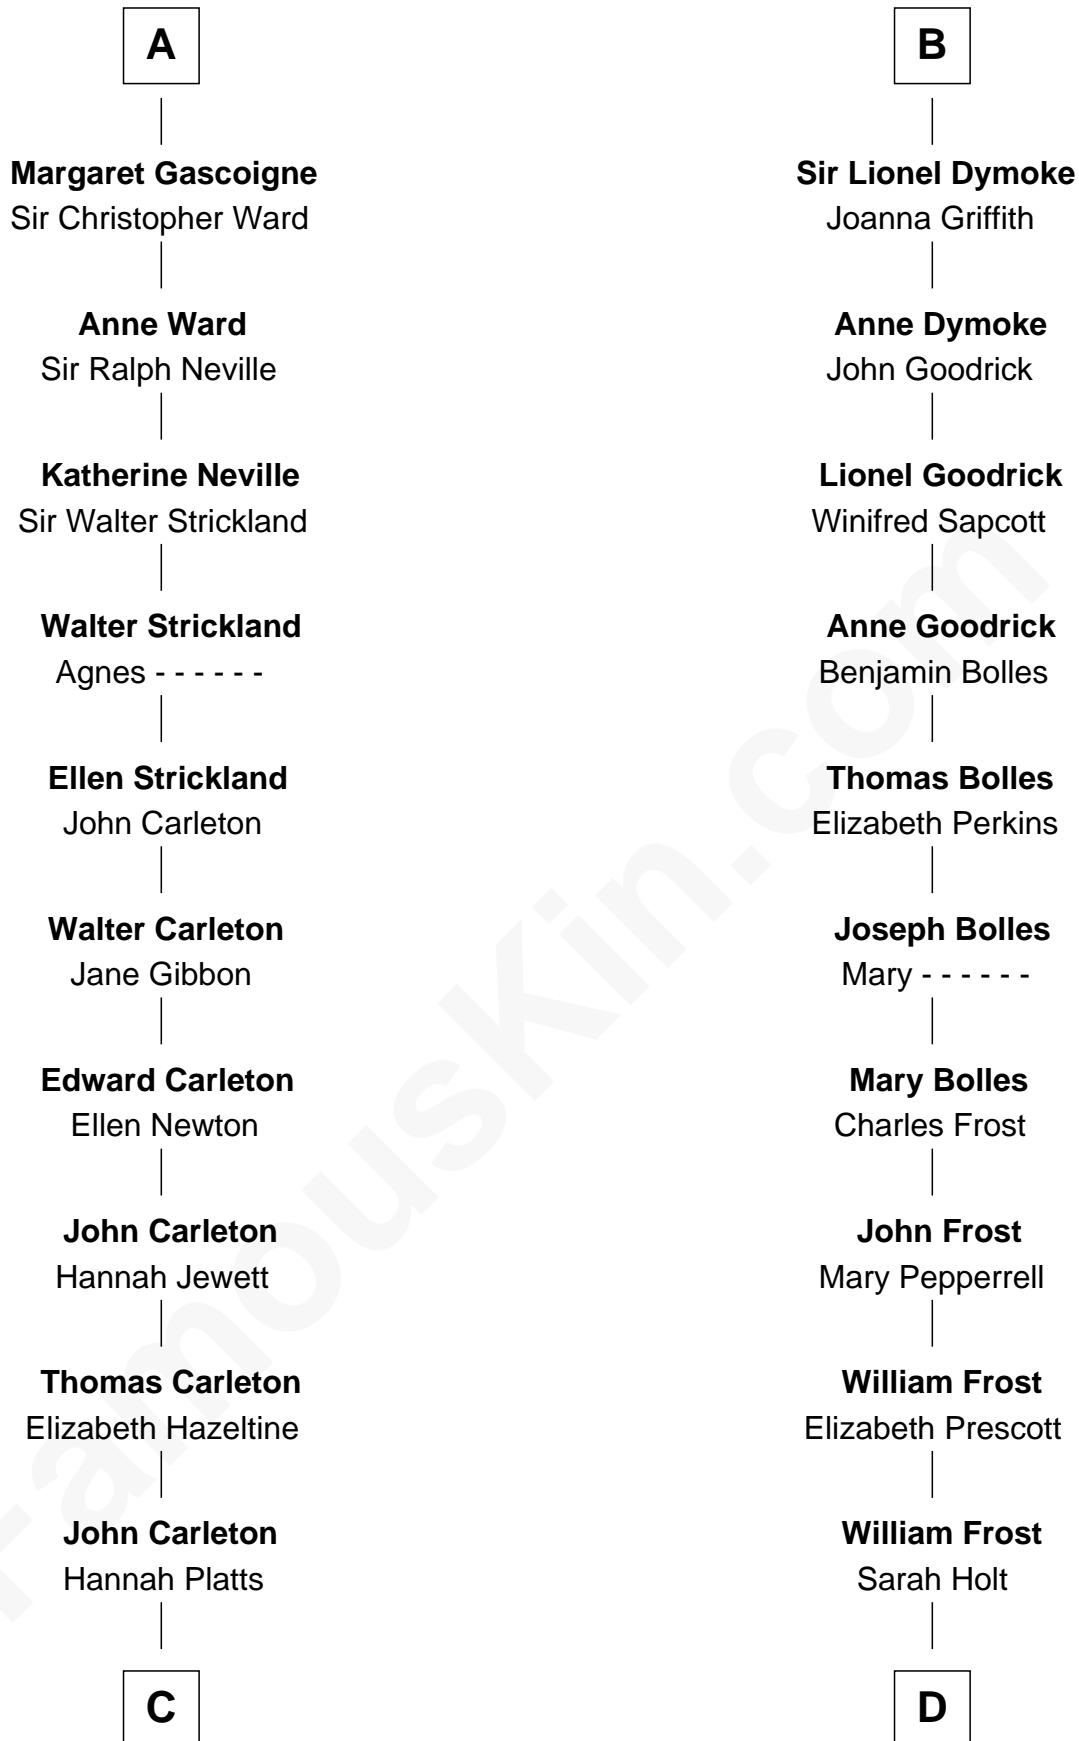 A
Margaret Gascoigne
Sir Christopher Ward
Anne Ward
Sir Ralph Neville
Katherine Neville
Sir Walter Strickland
Walter Strickland
Agnes - - - - - -
Ellen Strickland
John Carleton
Walter Carleton
Jane Gibbon
Edward Carleton
Ellen Newton
John Carleton
Hannah Jewett
Thomas Carleton
Elizabeth Hazeltine
John Carleton
Hannah Platts
C
B
Sir Lionel Dymoke
Joanna Griffith
Anne Dymoke
John Goodrick
Lionel Goodrick
Winifred Sapcott
Anne Goodrick
Benjamin Bolles
Thomas Bolles
Elizabeth Perkins
Joseph Bolles
Mary - - - - - -
Mary Bolles
Charles Frost
John Frost
Mary Pepperrell
William Frost
Elizabeth Prescott
William Frost
Sarah Holt
D
FamousKin.com